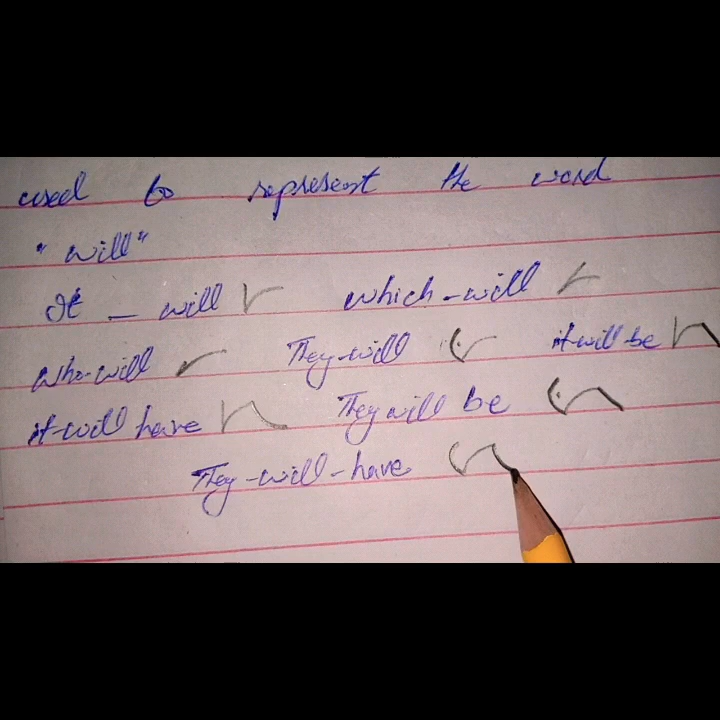 used to represent the word
"will"
It - will which-will
who-will They-will it-will be
it-will have They will be
They-will-have